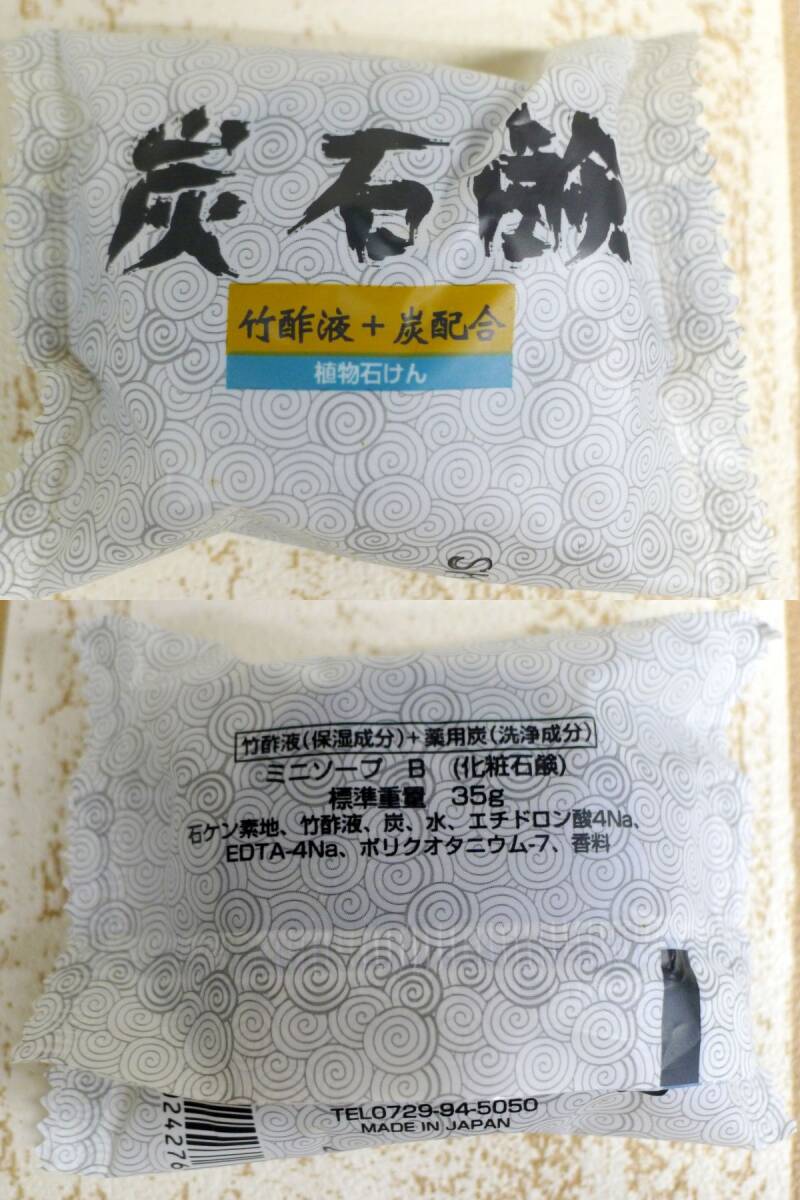 炭石鹸
竹酢液＋炭配合
植物石けん
竹酢液(保湿成分)＋薬用炭(洗浄成分)
ミニソープ B (化粧石鹸)
標準重量 35g
石ケン素地、竹酢液、炭、水、エチドロン酸4Na、
EDTA-4Na、ポリクオタニウム-7、香料
TEL0729-94-5050
MADE IN JAPAN